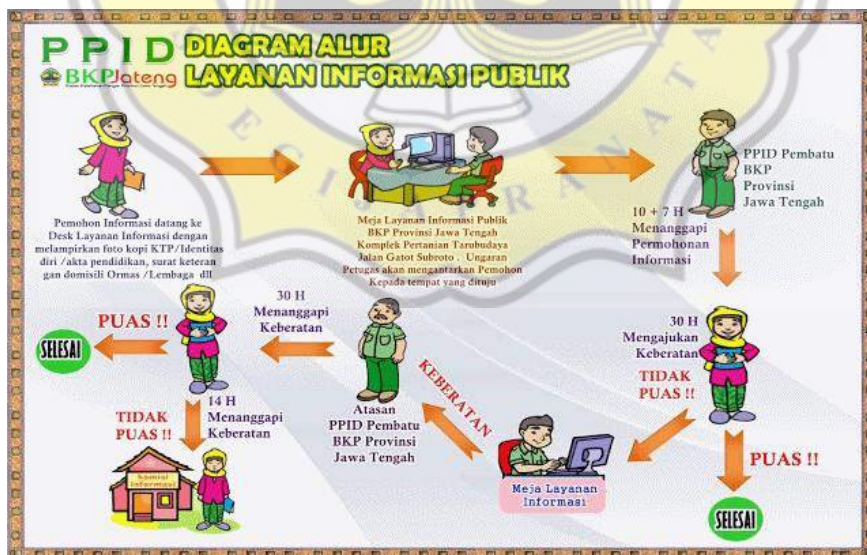 PPID DIAGRAM ALUR
BKPJateng LAYANAN INFORMASI PUBLIK
Pemohon Informasi datang ke
Desk Layanan Informasi dengan
melampirkan foto kopi KTP/Identitas
diri /akta pendidikan, surat keteran
gan domisili Ormas /Lembaga dll
Meja Layanan Informasi Publik
BKP Provinsi Jawa Tengah
Komplek Pertanian Tarubudaya
Jalan Gatot Subroto . Ungaran
Petugas akan mengantarkan Pemohon
Kepada tempat yang dituju
PPID Pembatu
BKP
Provinsi
Jawa Tengah
10 + 7 H
Menanggapi
Permohonan
Informasi
30 H
Mengajukan
Keberatan
TIDAK
PUAS !!
PUAS !!
SELESAI
Meja Layanan
Informasi
KEBERATAN
Atasan
PPID Pembatu
BKP Provinsi
Jawa Tengah
30 H
Menanggapi
Keberatan
PUAS !!
SELESAI
14 H
Menanggapi
Keberatan
TIDAK
PUAS !!
Komisi
Informasi